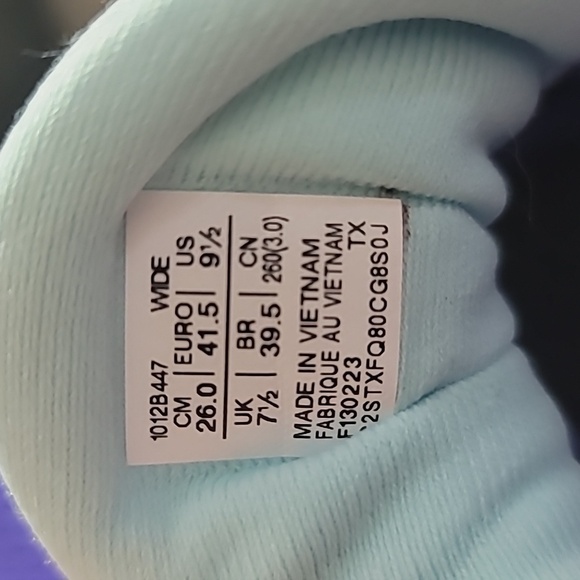 1012B447 WIDE
CM | EURO | US
26.0 | 41.5 | 9½
UK | BR | CN
7½ | 39.5 | 260(3.0)
MADE IN VIETNAM
FABRIQUE AU VIETNAM
F130223 TX
2STXFQ80CG8S0J